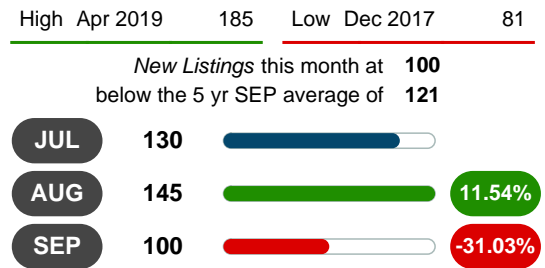 High Apr 2019 185 Low Dec 2017 81
New Listings this month at 100
below the 5 yr SEP average of 121
JUL 130
AUG 145 11.54%
SEP 100 -31.03%